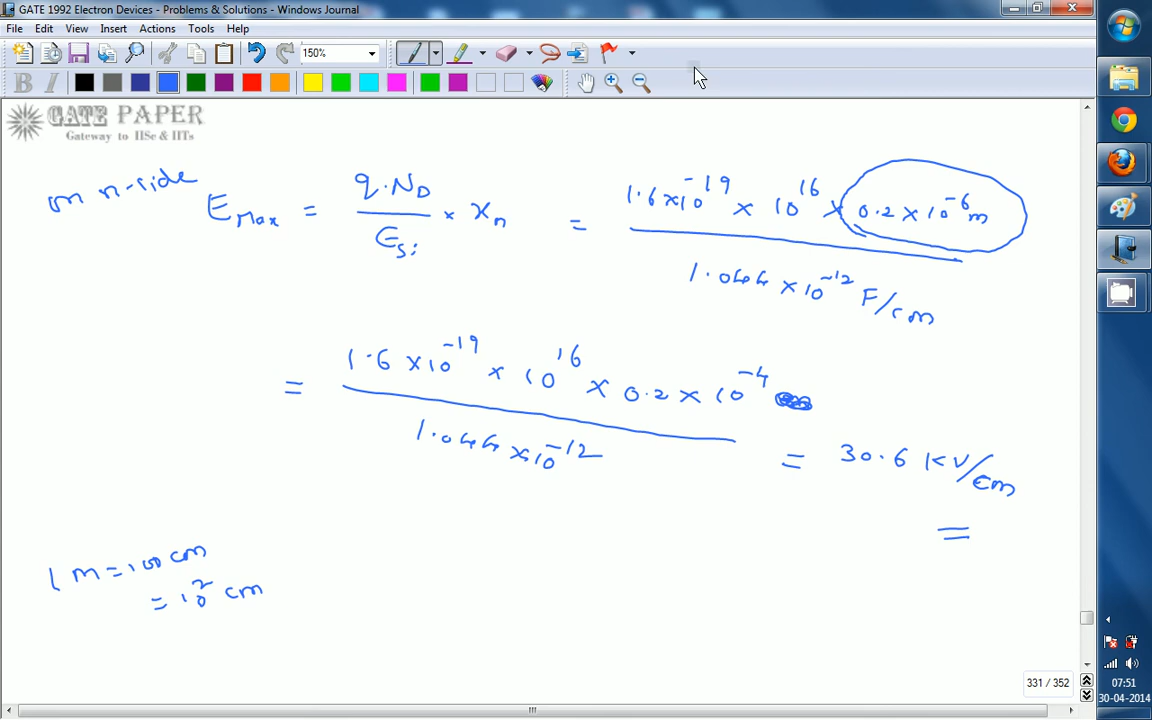 GATE 1992 Electron Devices - Problems & Solutions - Windows Journal
File Edit View Insert Actions Tools Help
150%
GATE PAPER
Gateway to IISc & IITs
on n-side E_Max = q.N_D / ϵ_Si × x_n = 1.6×10^-19 × 10^16 × 0.2×10^-6 m / 1.044×10^-12 F/cm
= 1.6×10^-19 × 10^16 × 0.2×10^-4 / 1.044×10^-12 = 30.6 KV/cm
1 m = 100 cm
= 10^2 cm
331 / 352
07:51
30-04-2014